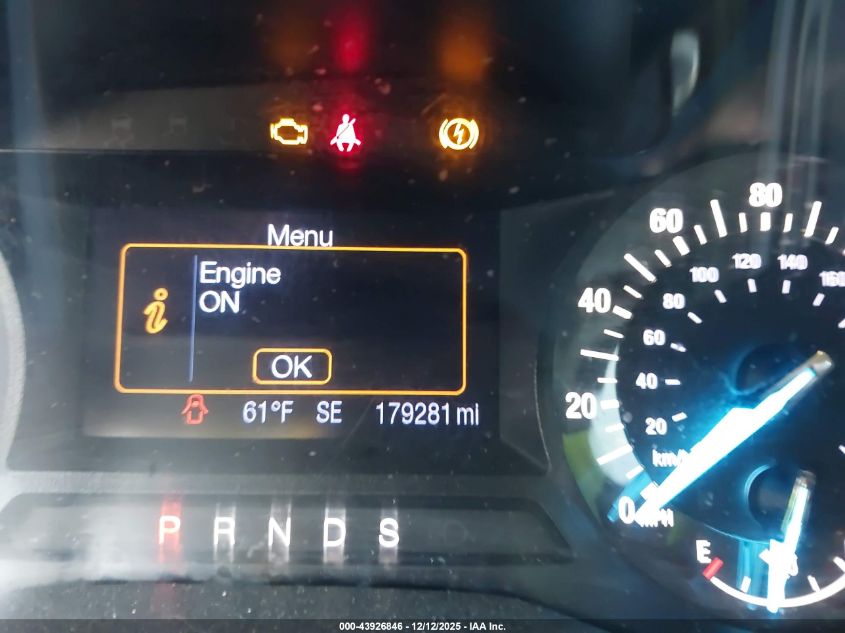 Menu
Engine
ON
OK
61°F SE 179281 mi
P R N D S
80
60
40
20
0
MPH
160
140
120
100
80
60
40
20
km/h
E
000-43926846 - 12/12/2025 - IAA Inc.